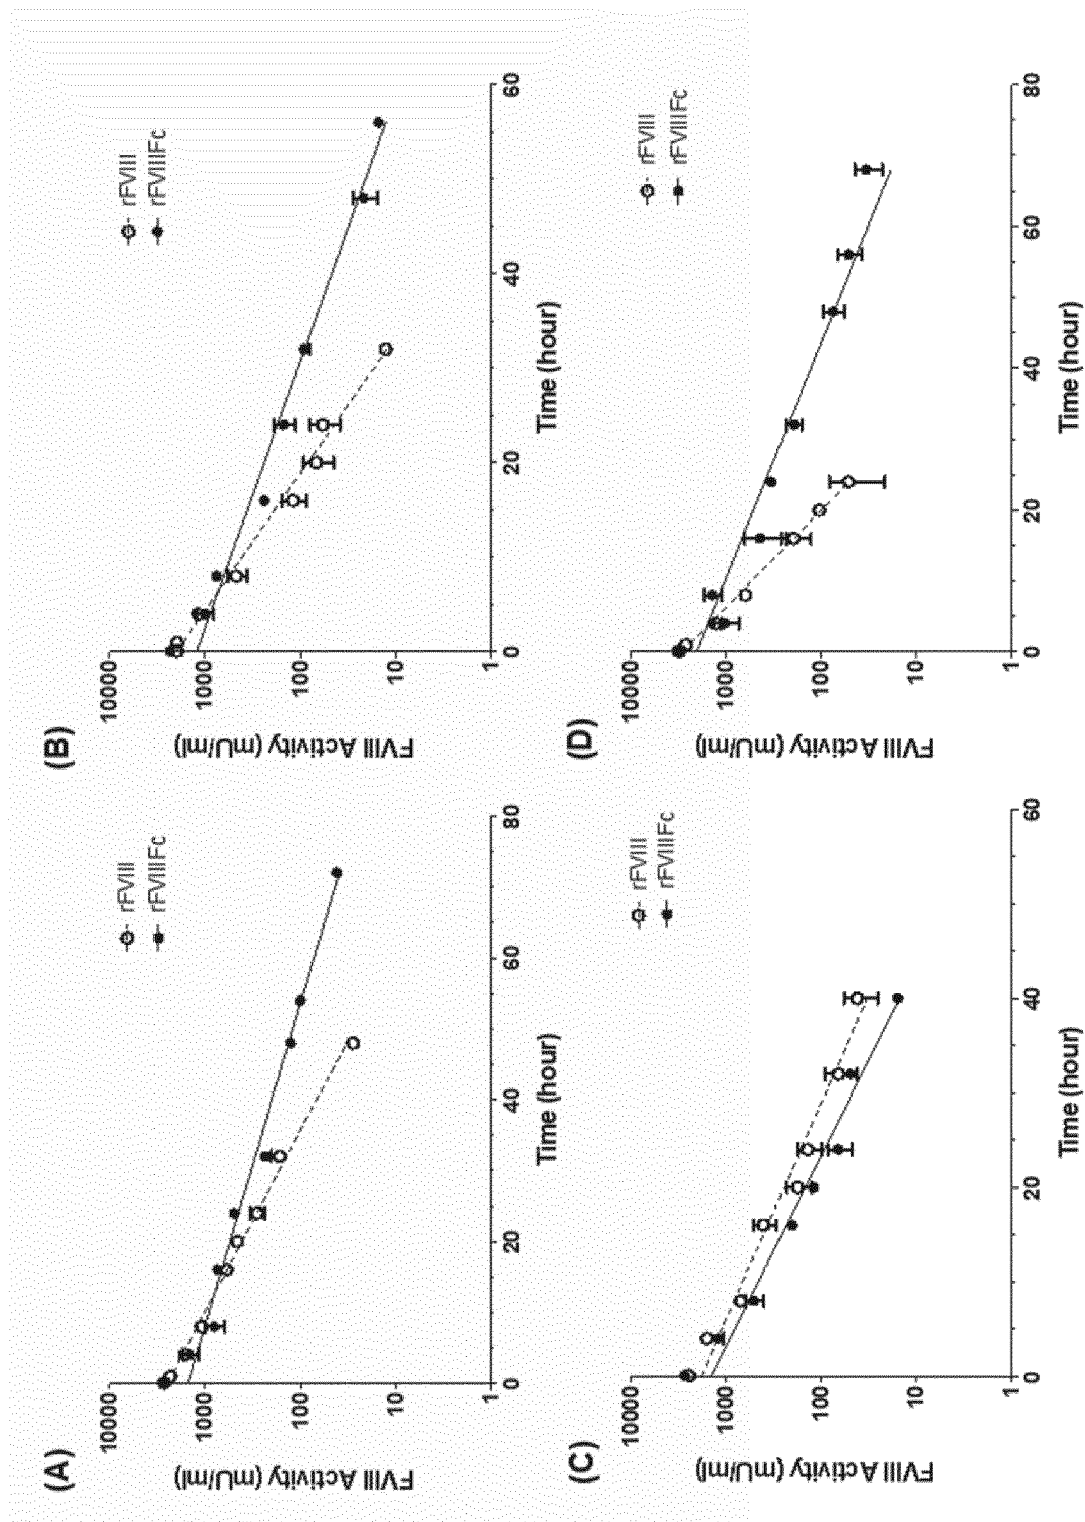 (A)
rFVIII
rFVIIIFc
FVIII Activity (mU/ml)
10000
1000
100
10
1
0
20
40
60
80
Time (hour)
(B)
rFVIII
rFVIIIFc
FVIII Activity (mU/ml)
10000
1000
100
10
1
0
20
40
60
Time (hour)
(C)
rFVIII
rFVIIIFc
FVIII Activity (mU/ml)
10000
1000
100
10
1
0
20
40
60
Time (hour)
(D)
rFVIII
rFVIIIFc
FVIII Activity (mU/ml)
10000
1000
100
10
1
0
20
40
60
80
Time (hour)